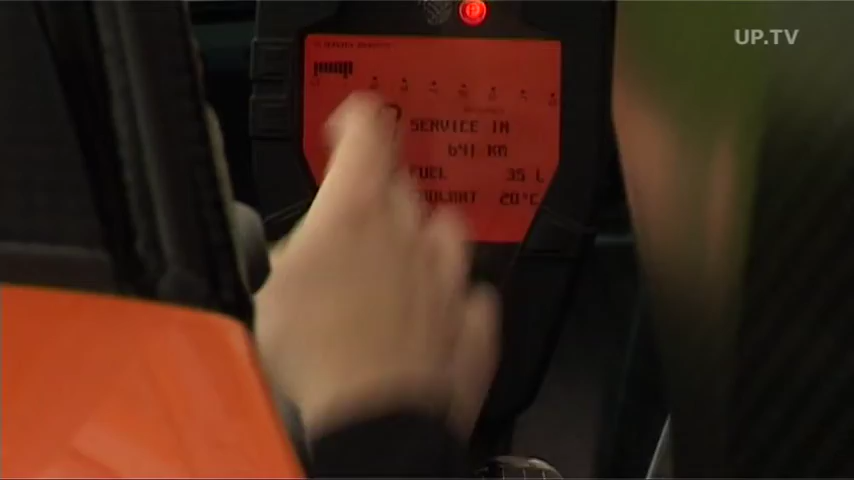 UP.TV
SERVICE IN
641 KM
FUEL 35 L
20°C